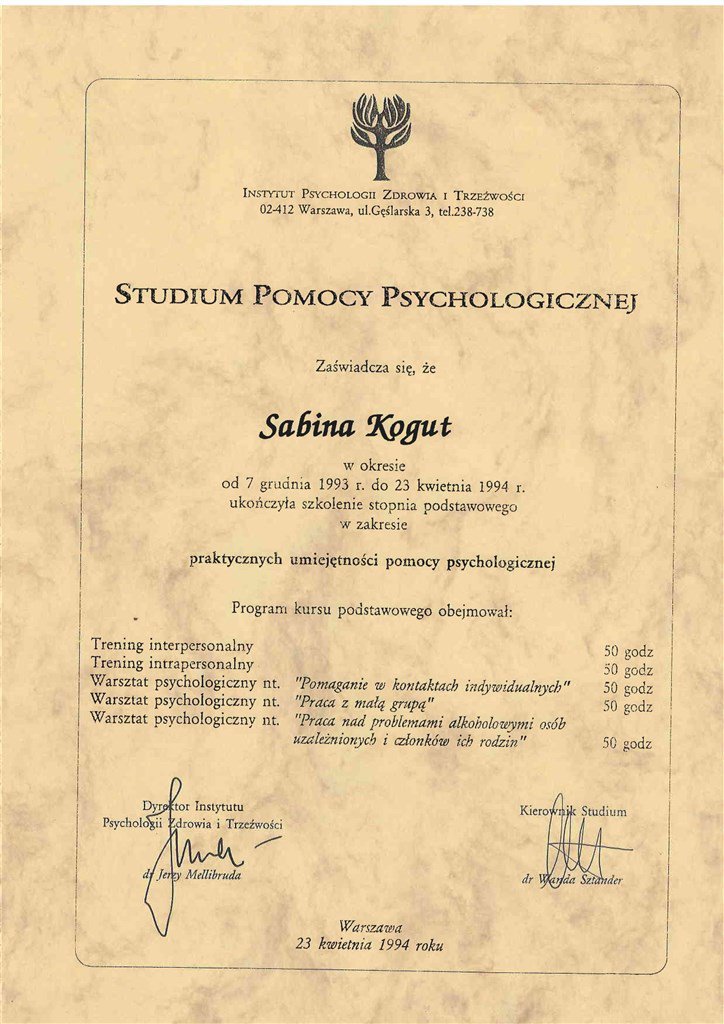 Instytut Psychologii Zdrowia i Trzeźwości
02-412 Warszawa, ul.Gęślarska 3, tel.238-738
Studium Pomocy Psychologicznej
Zaświadcza się, że
Sabina Kogut
w okresie
od 7 grudnia 1993 r. do 23 kwietnia 1994 r.
ukończyła szkolenie stopnia podstawowego
w zakresie
praktycznych umiejętności pomocy psychologicznej
Program kursu podstawowego obejmował:
Trening interpersonalny 50 godz
Trening intrapersonalny 50 godz
Warsztat psychologiczny nt. "Pomaganie w kontaktach indywidualnych" 50 godz
Warsztat psychologiczny nt. "Praca z małą grupą" 50 godz
Warsztat psychologiczny nt. "Praca nad problemami alkoholowymi osób
uzależnionych i członków ich rodzin" 50 godz
Dyrektor Instytutu
Psychologii Zdrowia i Trzeźwości
dr Jerzy Mellibruda
Kierownik Studium
dr Wanda Sztander
Warszawa
23 kwietnia 1994 roku